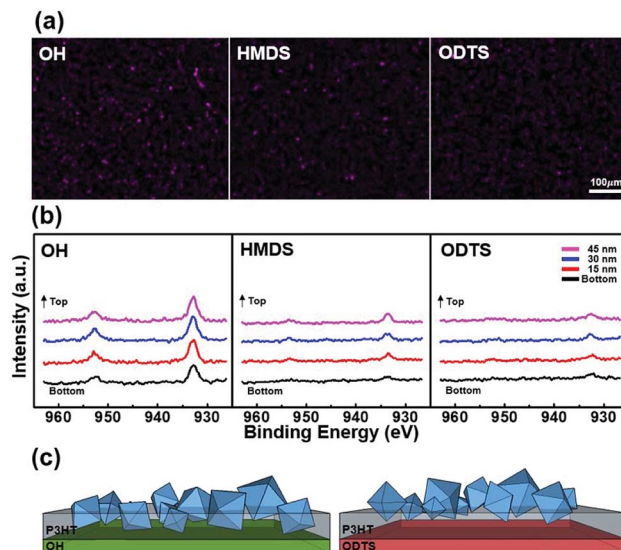 (a)
OH HMDS ODTS
100μm
(b)
OH HMDS ODTS
45 nm
30 nm
15 nm
Bottom
Top Top Top
Bottom Bottom Bottom
Intensity (a.u.)
960 950 940 930 960 950 940 930 960 950 940 930
Binding Energy (eV)
(c)
P3HT P3HT
OH ODTS